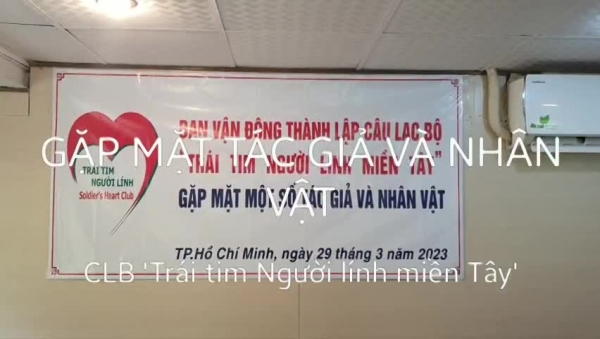 BAN VẬN ĐỘNG THÀNH LẬP CÂU LẠC BỘ
"TRÁI TIM NGƯỜI LÍNH MIỀN TÂY"
GẶP MẶT MỘT SỐ TÁC GIẢ VÀ NHÂN VẬT
TP.Hồ Chí Minh, ngày 29 tháng 3 năm 2023
TRÁI TIM
NGƯỜI LÍNH
Soldier's Heart Club
GẶP MẶT TÁC GIẢ VÀ NHÂN
VẬT
CLB 'Trái tim Người lính miền Tây'